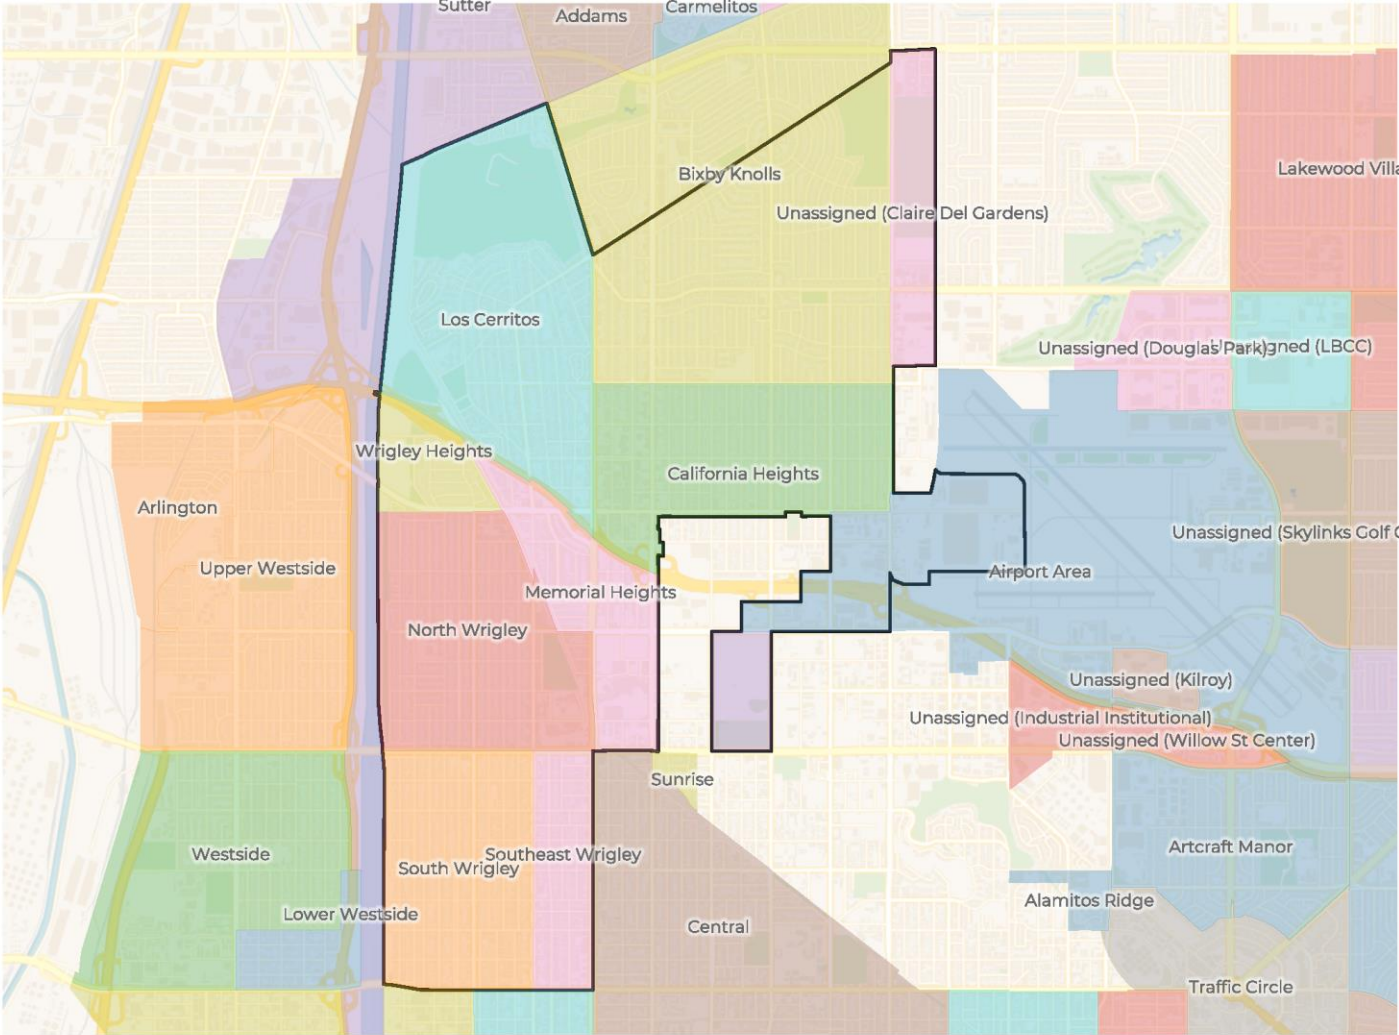 Sutter
Addams
Carmelitos
Bixby Knolls
Lakewood Villa
Unassigned (Claire Del Gardens)
Los Cerritos
Unassigned (Douglas Park)
gned (LBCC)
Wrigley Heights
California Heights
Arlington
Unassigned (Skylinks Golf C
Upper Westside
Airport Area
Memorial Heights
North Wrigley
Unassigned (Kilroy)
Unassigned (Industrial Institutional)
Unassigned (Willow St Center)
Sunrise
Westside
Southeast Wrigley
South Wrigley
Artcraft Manor
Alamitos Ridge
Lower Westside
Central
Traffic Circle